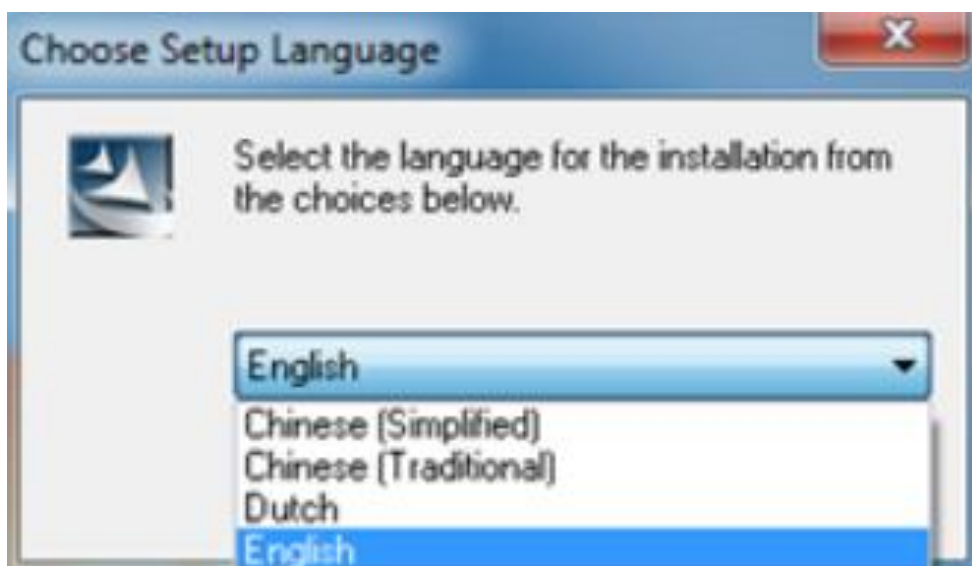 Choose Setup Language
Select the language for the installation from
the choices below.
English
Chinese (Simplified)
Chinese (Traditional)
Dutch
English